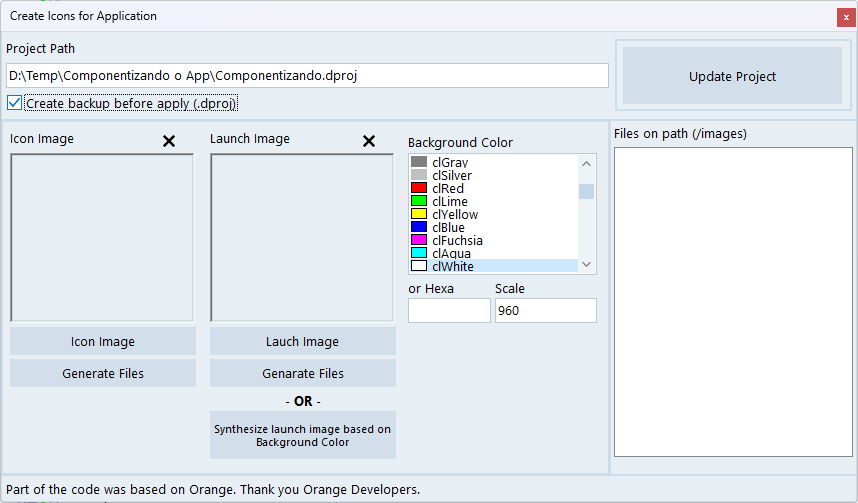 Create Icons for Application
x
Project Path
D:\Temp\Componentizando o App\Componentizando.dproj
Create backup before apply (.dproj)
Update Project
Icon Image
Launch Image
Background Color
clGray
clSilver
clRed
clLime
clYellow
clBlue
clFuchsia
clAqua
clWhite
or Hexa
Scale
960
Icon Image
Generate Files
Lauch Image
Genarate Files
- OR -
Synthesize launch image based on
Background Color
Files on path (/images)
Part of the code was based on Orange. Thank you Orange Developers.